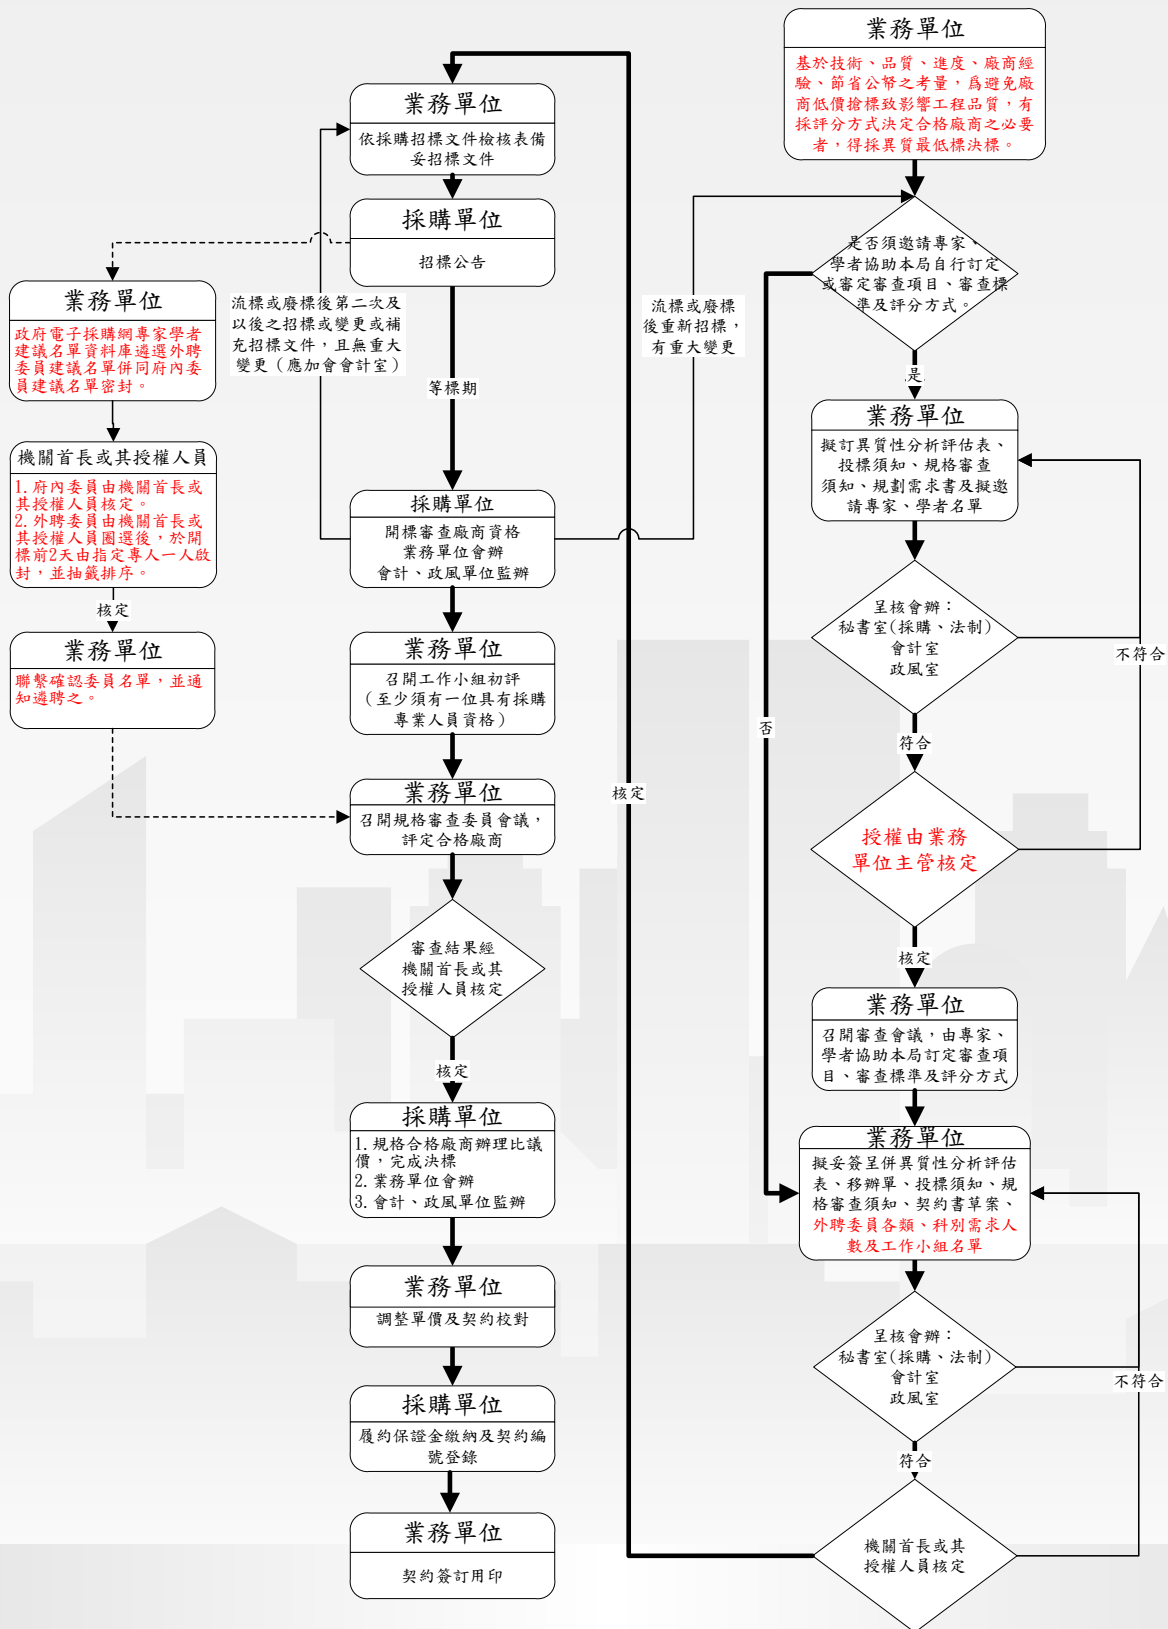 業務單位
基於技術、品質、進度、廠商經
驗、節省公帑之考量，為避免廠
商低價搶標致影響工程品質，有
採評分方式決定合格廠商之必要
者，得採異質最低標決標。
是否須邀請專家、
學者協助本局自行訂定
或審定審查項目、審查標
準及評分方式。
是
否
業務單位
擬訂異質性分析評估表、
投標須知、規格審查
須知、規劃需求書及擬邀
請專家、學者名單
呈核會辦：
秘書室(採購、法制)
會計室
政風室
不符合
符合
授權由業務
單位主管核定
核定
業務單位
召開審查會議，由專家、
學者協助本局訂定審查項
目、審查標準及評分方式
業務單位
擬妥簽呈併異質性分析評估
表、移辦單、投標須知、規
格審查須知、契約書草案、
外聘委員各類、科別需求人
數及工作小組名單
呈核會辦：
秘書室(採購、法制)
會計室
政風室
不符合
符合
機關首長或其
授權人員核定
核定
業務單位
依採購招標文件檢核表備
妥招標文件
採購單位
招標公告
業務單位
政府電子採購網專家學者
建議名單資料庫遴選外聘
委員建議名單併同府內委
員建議名單密封。
機關首長或其授權人員
1.府內委員由機關首長或
其授權人員核定。
2.外聘委員由機關首長或
其授權人員圈選後，於開
標前2天由指定專人一人啟
封，並抽籤排序。
核定
業務單位
聯繫確認委員名單，並通
知遴聘之。
流標或廢標後第二次及
以後之招標或變更或補
充招標文件，且無重大
變更（應加會會計室）
等標期
流標或廢標
後重新招標，
有重大變更
採購單位
開標審查廠商資格
業務單位會辦
會計、政風單位監辦
業務單位
召開工作小組初評
（至少須有一位具有採購
專業人員資格）
業務單位
召開規格審查委員會議，
評定合格廠商
審查結果經
機關首長或其
授權人員核定
核定
採購單位
1.規格合格廠商辦理比議
價，完成決標
2.業務單位會辦
3.會計、政風單位監辦
業務單位
調整單價及契約校對
採購單位
履約保證金繳納及契約編
號登錄
業務單位
契約簽訂用印